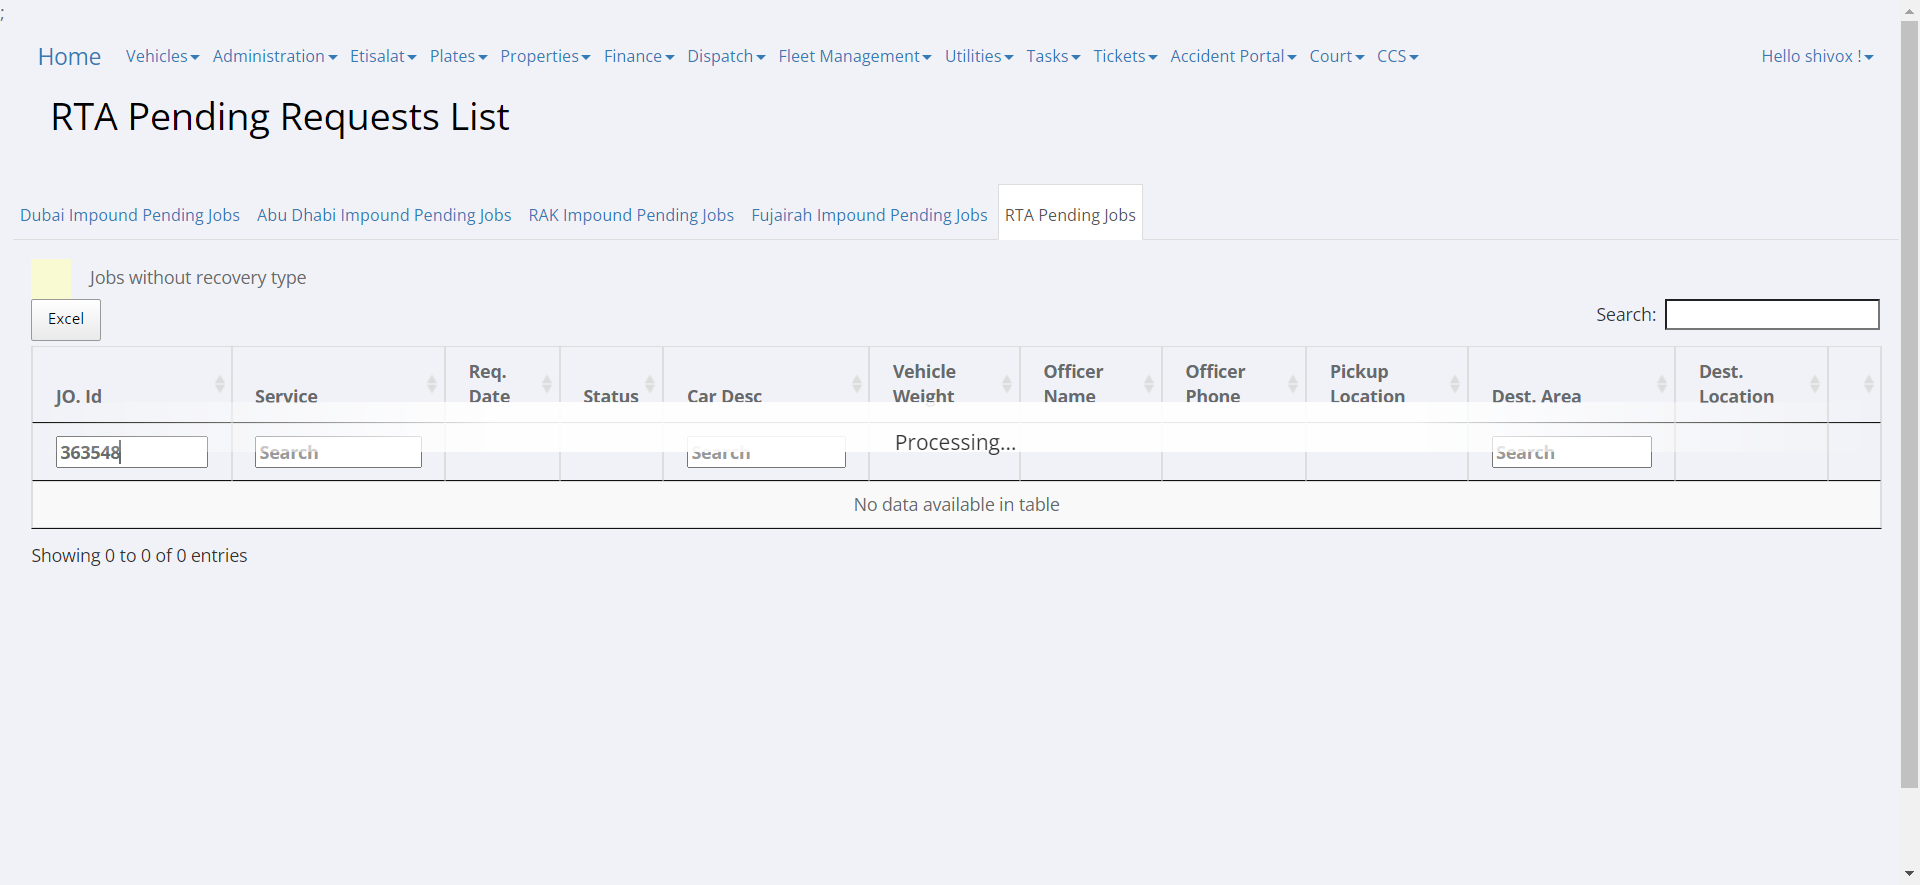 ;
Home Vehicles Administration Etisalat Plates Properties Finance Dispatch Fleet Management Utilities Tasks Tickets Accident Portal Court CCS Hello shivox !
RTA Pending Requests List
Dubai Impound Pending Jobs Abu Dhabi Impound Pending Jobs RAK Impound Pending Jobs Fujairah Impound Pending Jobs RTA Pending Jobs
Jobs without recovery type
Excel Search:
JO. Id Service Req. Date Status Car Desc Vehicle Weight Officer Name Officer Phone Pickup Location Dest. Area Dest. Location
363548 Search Search Search
Processing...
No data available in table
Showing 0 to 0 of 0 entries